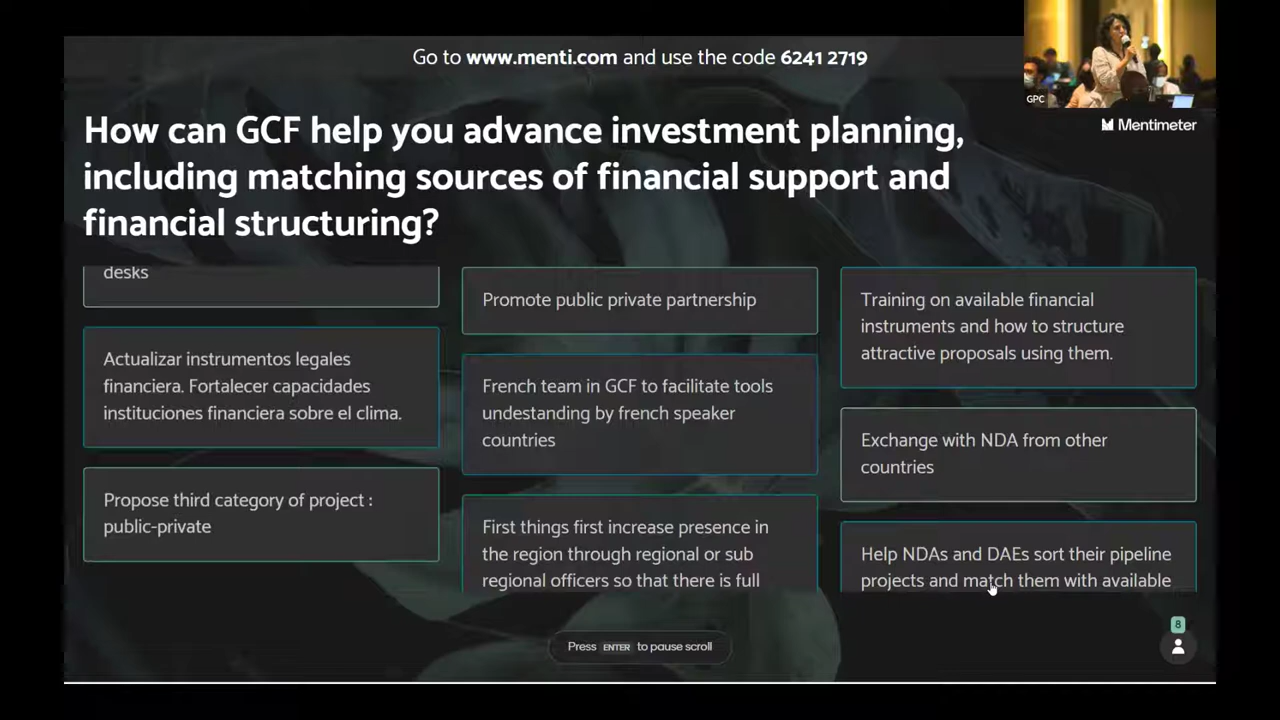 Go to www.menti.com and use the code 6241 2719
GPC
Mentimeter
How can GCF help you advance investment planning,
including matching sources of financial support and
financial structuring?
desks
Actualizar instrumentos legales
financiera. Fortalecer capacidades
instituciones financiera sobre el clima.
Propose third category of project :
public-private
Promote public private partnership
French team in GCF to facilitate tools
undestanding by french speaker
countries
First things first increase presence in
the region through regional or sub
regional officers so that there is full
Training on available financial
instruments and how to structure
attractive proposals using them.
Exchange with NDA from other
countries
Help NDAs and DAEs sort their pipeline
projects and match them with available
8
Press ENTER to pause scroll